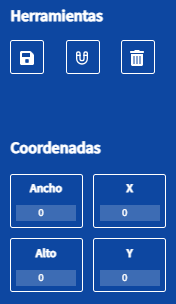 Herramientas
Coordenadas
Ancho X
0 0
Alto Y
0 0